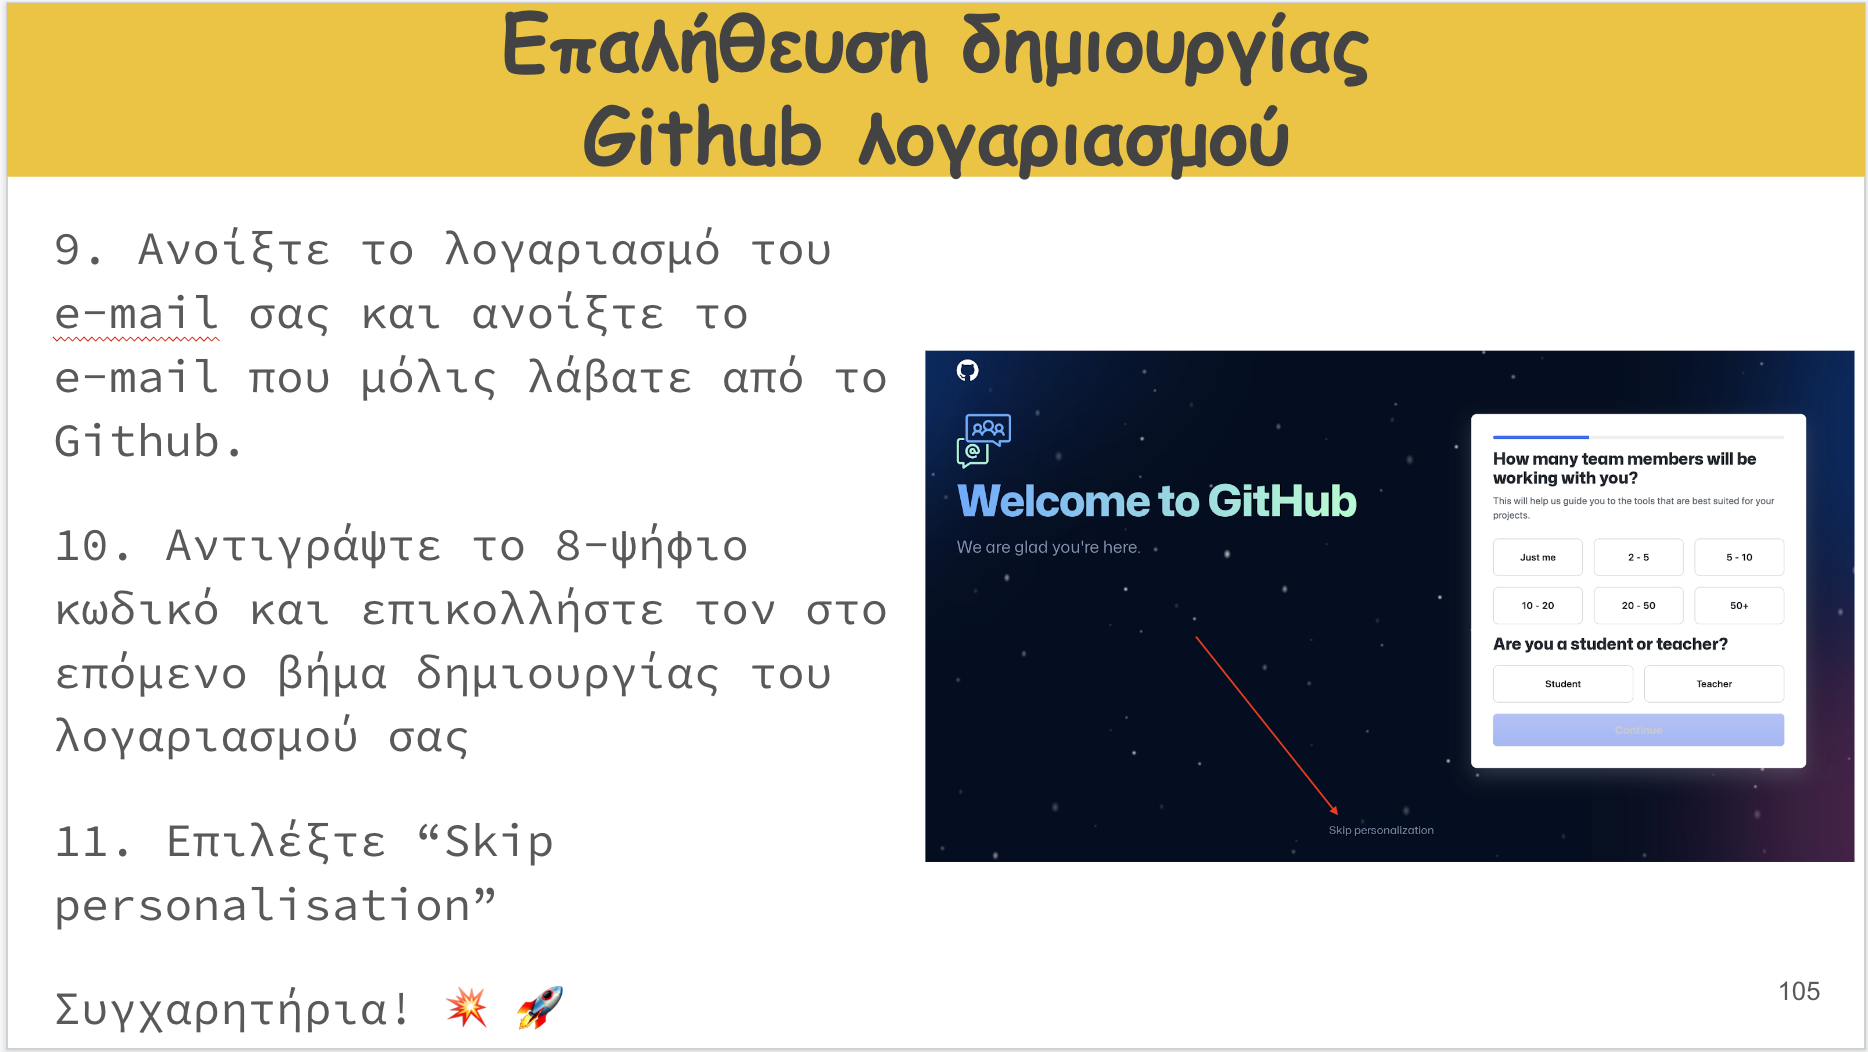 Επαλήθευση δημιουργίας
Github λογαριασμού
9. Ανοίξτε το λογαριασμό του
e-mail σας και ανοίξτε το
e-mail που μόλις λάβατε από το
Github.
10. Αντιγράψτε το 8-ψήφιο
κωδικό και επικολλήστε τον στο
επόμενο βήμα δημιουργίας του
λογαριασμού σας
11. Επιλέξτε “Skip
personalisation”
Συγχαρητήρια! 💥 🚀
Welcome to GitHub
We are glad you're here.
How many team members will be
working with you?
This will help us guide you to the tools that are best suited for your
projects.
Just me 2 - 5 5 - 10
10 - 20 20 - 50 50+
Are you a student or teacher?
Student Teacher
Continue
Skip personalization
105